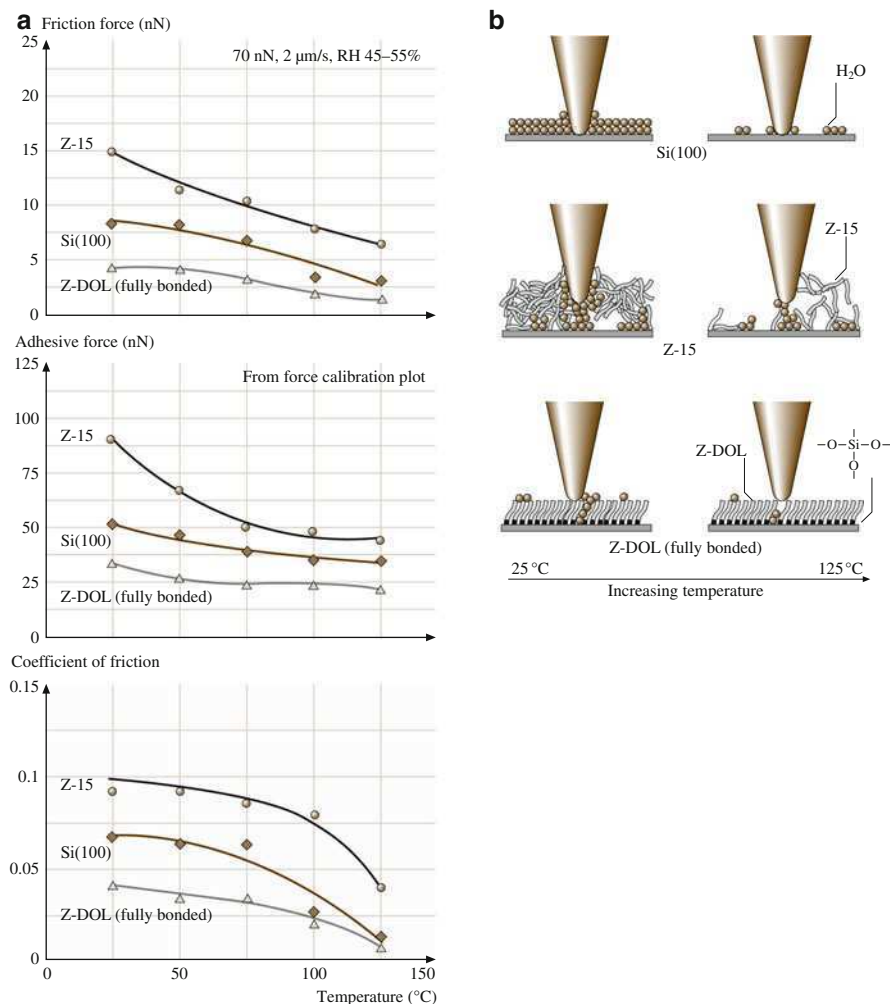 a
Friction force (nN)
25
70 nN, 2 μm/s, RH 45–55%
20
15
Z-15
10
Si(100)
5
Z-DOL (fully bonded)
0
Adhesive force (nN)
125
From force calibration plot
100
Z-15
75
50
Si(100)
25
Z-DOL (fully bonded)
0
Coefficient of friction
0.15
0.1
Z-15
Si(100)
0.05
Z-DOL (fully bonded)
0
0 50 100 150
Temperature (°C)
b
H₂O
Si(100)
Z-15
Z-15
Z-DOL
–O–Si–O–
O
Z-DOL (fully bonded)
25 °C 125 °C
Increasing temperature